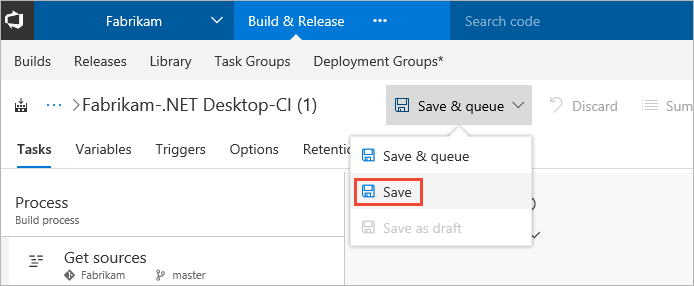 Fabrikam Build & Release ··· Search code
Builds Releases Library Task Groups Deployment Groups*
··· >Fabrikam-.NET Desktop-CI (1) Save & queue Discard Sum
Tasks Variables Triggers Options Retentio
Save & queue
Save
Save as draft
Process
Build process
Get sources
Fabrikam master